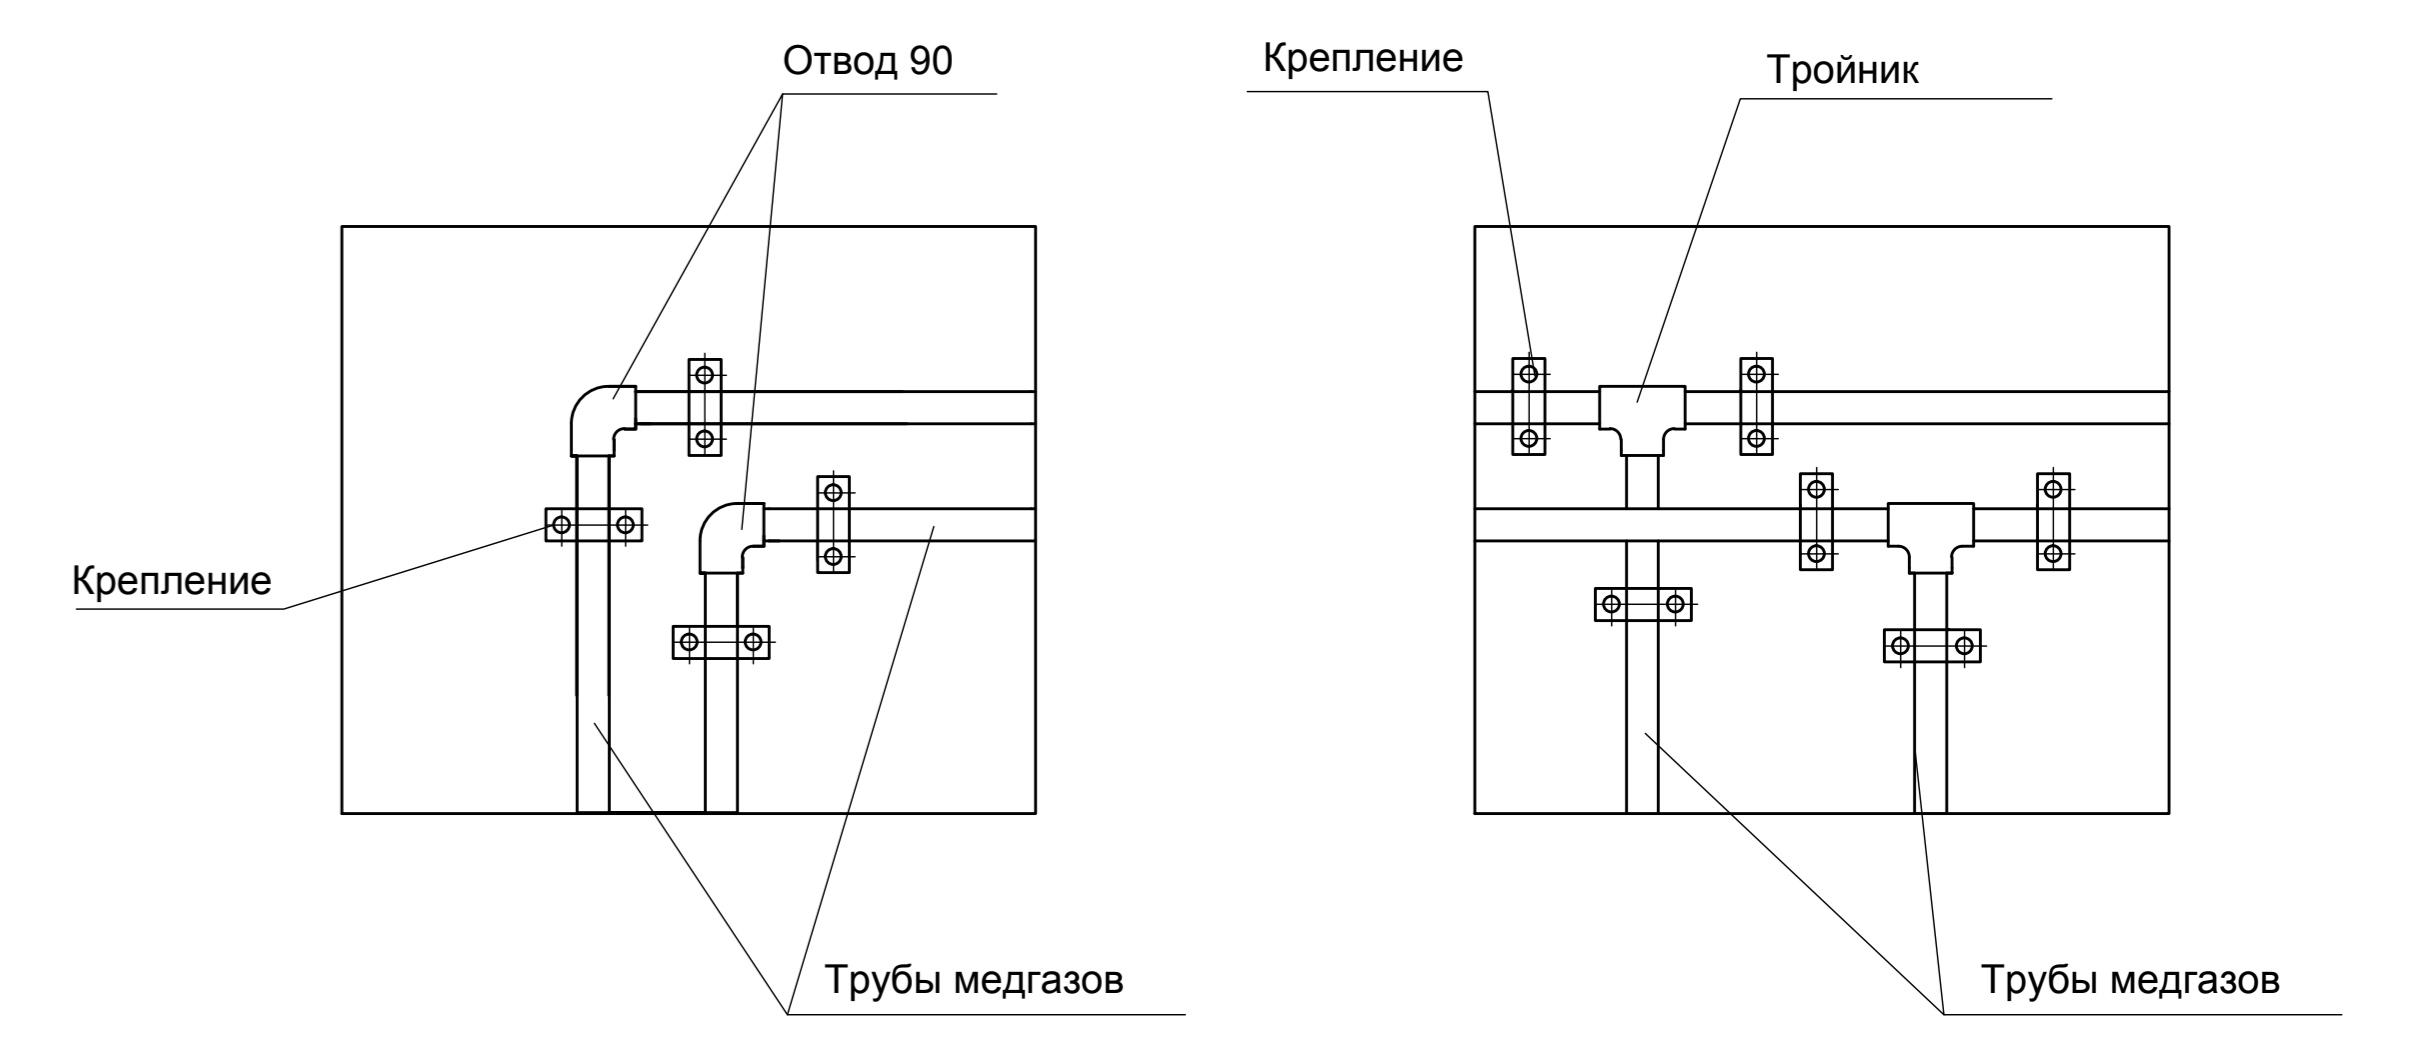 Отвод 90
Крепление
Трубы медгазов
Крепление
Тройник
Трубы медгазов